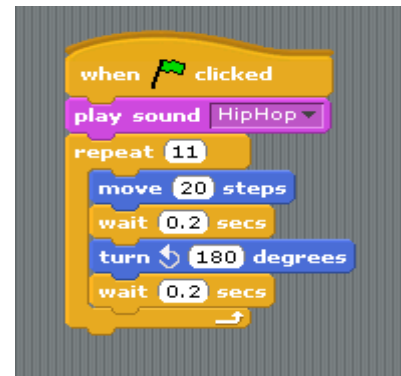 when clicked
play sound HipHop
repeat 11
move 20 steps
wait 0.2 secs
turn 180 degrees
wait 0.2 secs